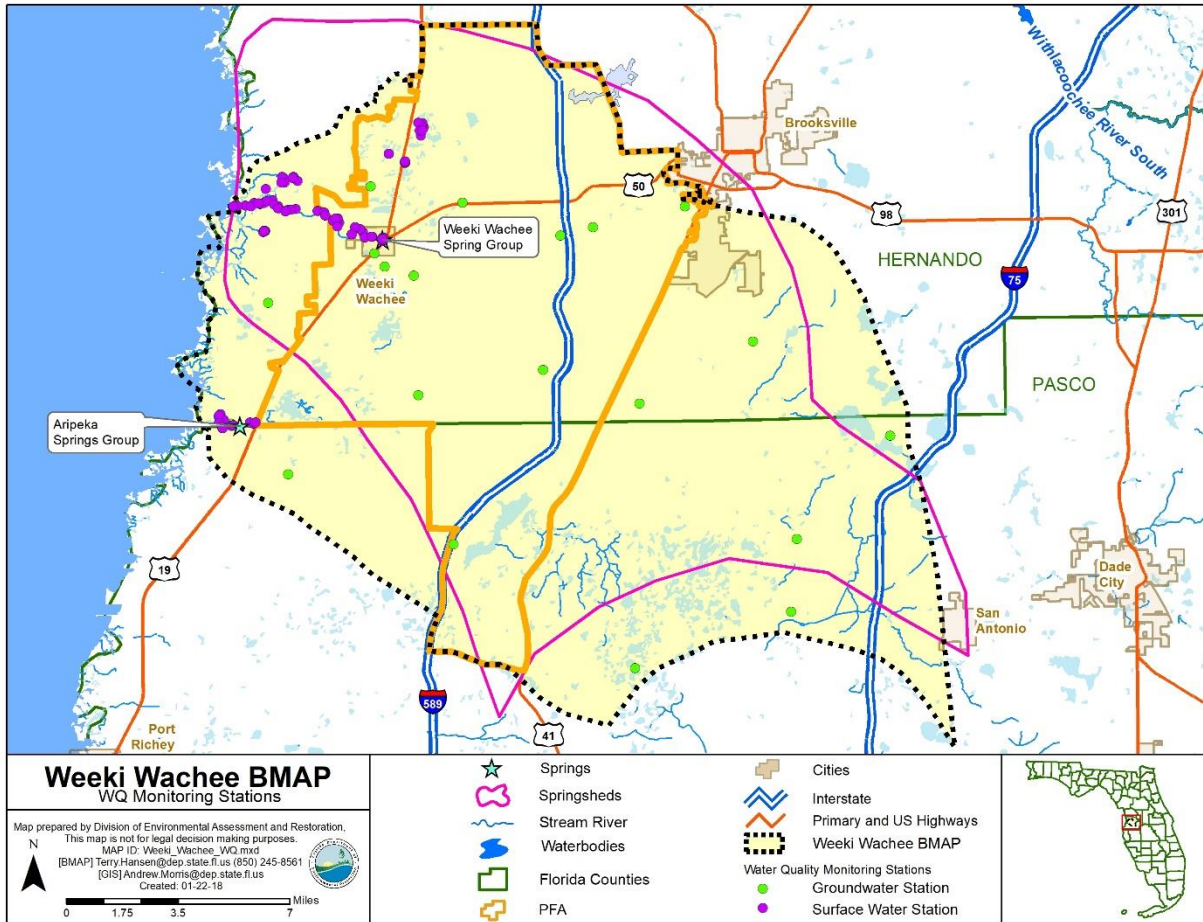 Withlacoochee River South
Brooksville
50
98
301
Weeki Wachee
Spring Group
HERNANDO
75
Weeki
Wachee
PASCO
Aripeka
Springs Group
19
Dade
City
San
Antonio
589
41
Port
Richey
Weeki Wachee BMAP
WQ Monitoring Stations
Map prepared by Division of Environmental Assessment and Restoration.
This map is not for legal decision making purposes.
MAP ID: Weeki_Wachee_WQ.mxd
[BMAP] Terry.Hansen@dep.state.fl.us (850) 245-8561
[GIS] Andrew.Morris@dep.state.fl.us
Created: 01-22-18
N
Miles
0 1.75 3.5 7
Springs
Springsheds
Stream River
Waterbodies
Florida Counties
PFA
Cities
Interstate
Primary and US Highways
Weeki Wachee BMAP
Water Quality Monitoring Stations
Groundwater Station
Surface Water Station